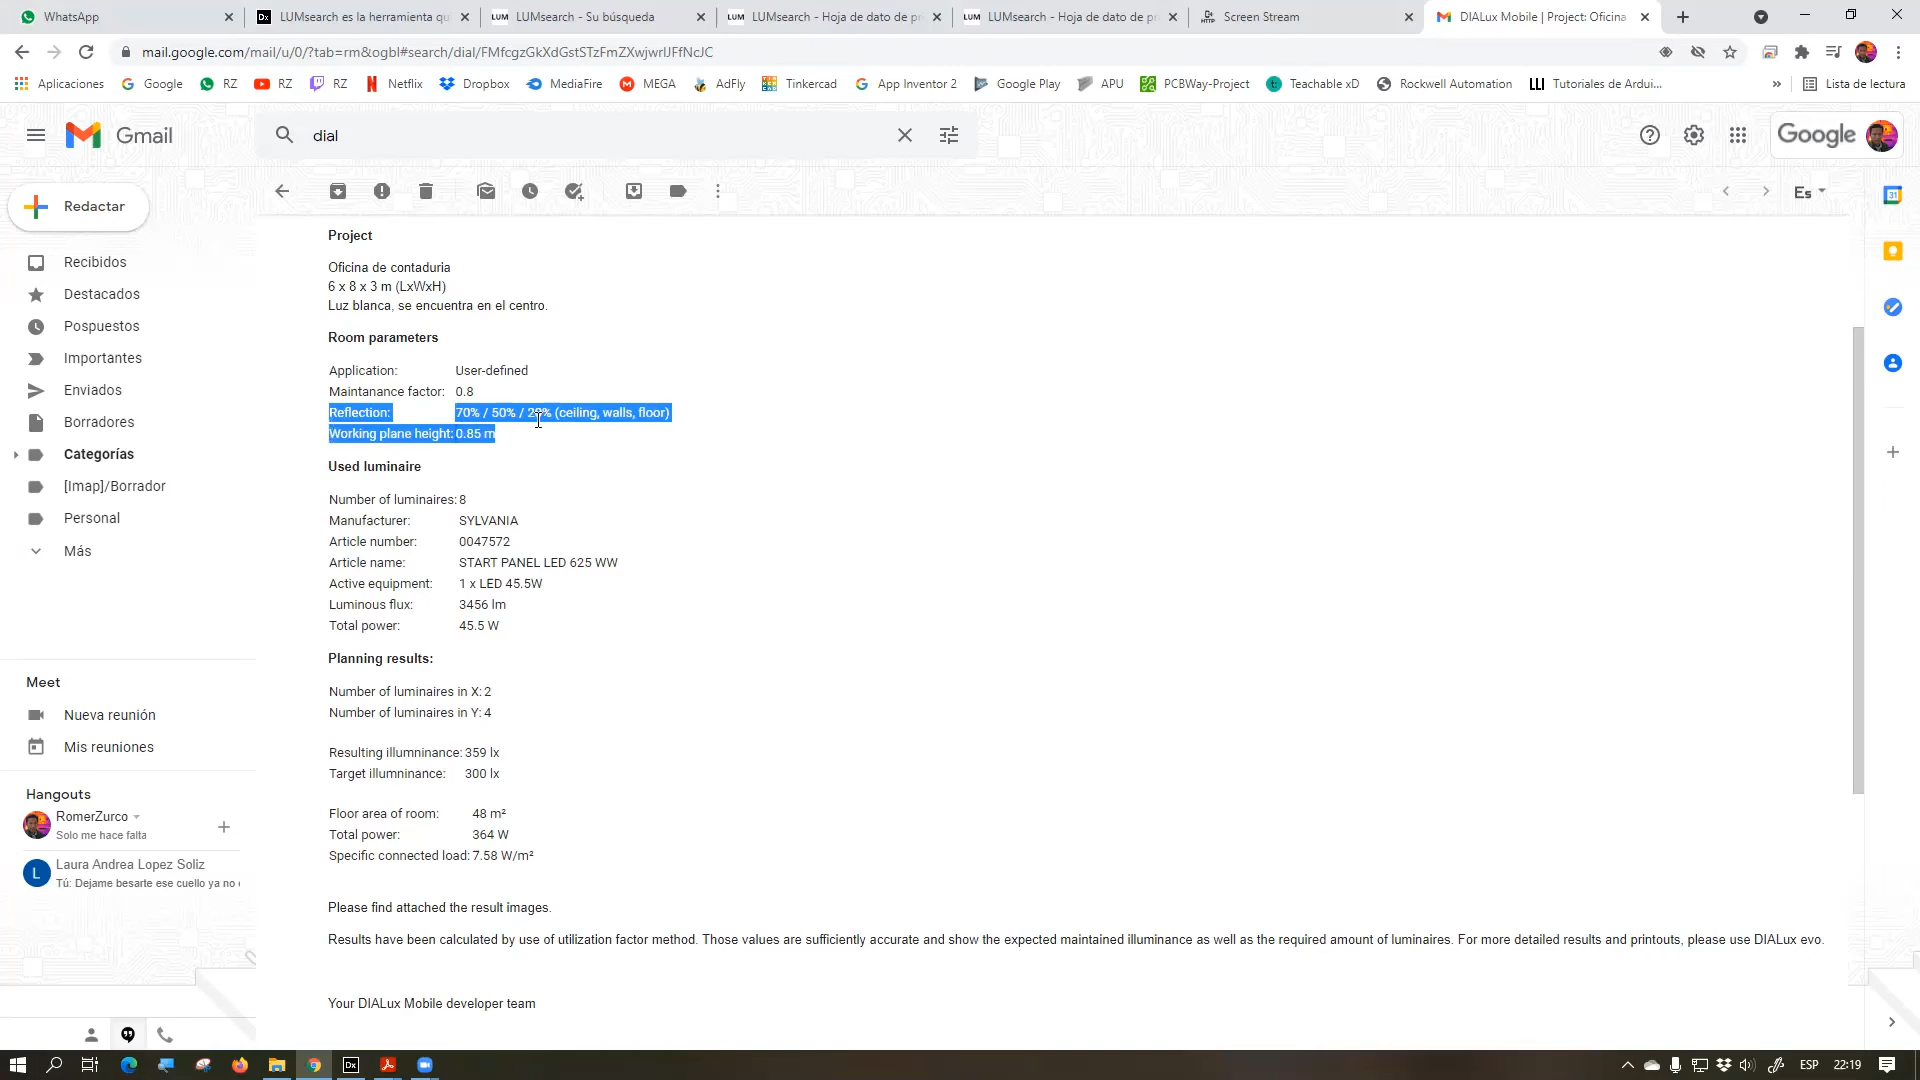 WhatsApp
LUMsearch es la herramienta qu
LUMsearch - Su búsqueda
LUMsearch - Hoja de dato de pr
LUMsearch - Hoja de dato de pr
Screen Stream
DIALux Mobile | Project: Oficina
mail.google.com/mail/u/0/?tab=rm&ogbl#search/dial/FMfcgzGkXdGstSTzFmZXwjwrlJFfNcJC
Aplicaciones
Google
RZ
RZ
RZ
Netflix
Dropbox
MediaFire
MEGA
AdFly
Tinkercad
App Inventor 2
Google Play
APU
PCBWay-Project
Teachable xD
Rockwell Automation
Tutoriales de Ardui...
Lista de lectura
Gmail
dial
Google
Redactar
Es
Recibidos
Destacados
Pospuestos
Importantes
Enviados
Borradores
Categorías
[Imap]/Borrador
Personal
Más
Meet
Nueva reunión
Mis reuniones
Hangouts
RomerZurco
Solo me hace falta
L
Laura Andrea Lopez Soliz
Tú: Dejame besarte ese cuello ya no
Project
Oficina de contaduria
6 x 8 x 3 m (LxWxH)
Luz blanca, se encuentra en el centro.
Room parameters
Application: User-defined
Maintanance factor: 0.8
Reflection: 70% / 50% / 20% (ceiling, walls, floor)
Working plane height: 0.85 m
Used luminaire
Number of luminaires: 8
Manufacturer: SYLVANIA
Article number: 0047572
Article name: START PANEL LED 625 WW
Active equipment: 1 x LED 45.5W
Luminous flux: 3456 lm
Total power: 45.5 W
Planning results:
Number of luminaires in X: 2
Number of luminaires in Y: 4
Resulting illumninance: 359 lx
Target illumninance: 300 lx
Floor area of room: 48 m²
Total power: 364 W
Specific connected load: 7.58 W/m²
Please find attached the result images.
Results have been calculated by use of utilization factor method. Those values are sufficiently accurate and show the expected maintained illuminance as well as the required amount of luminaires. For more detailed results and printouts, please use DIALux evo.
Your DIALux Mobile developer team
ESP
22:19